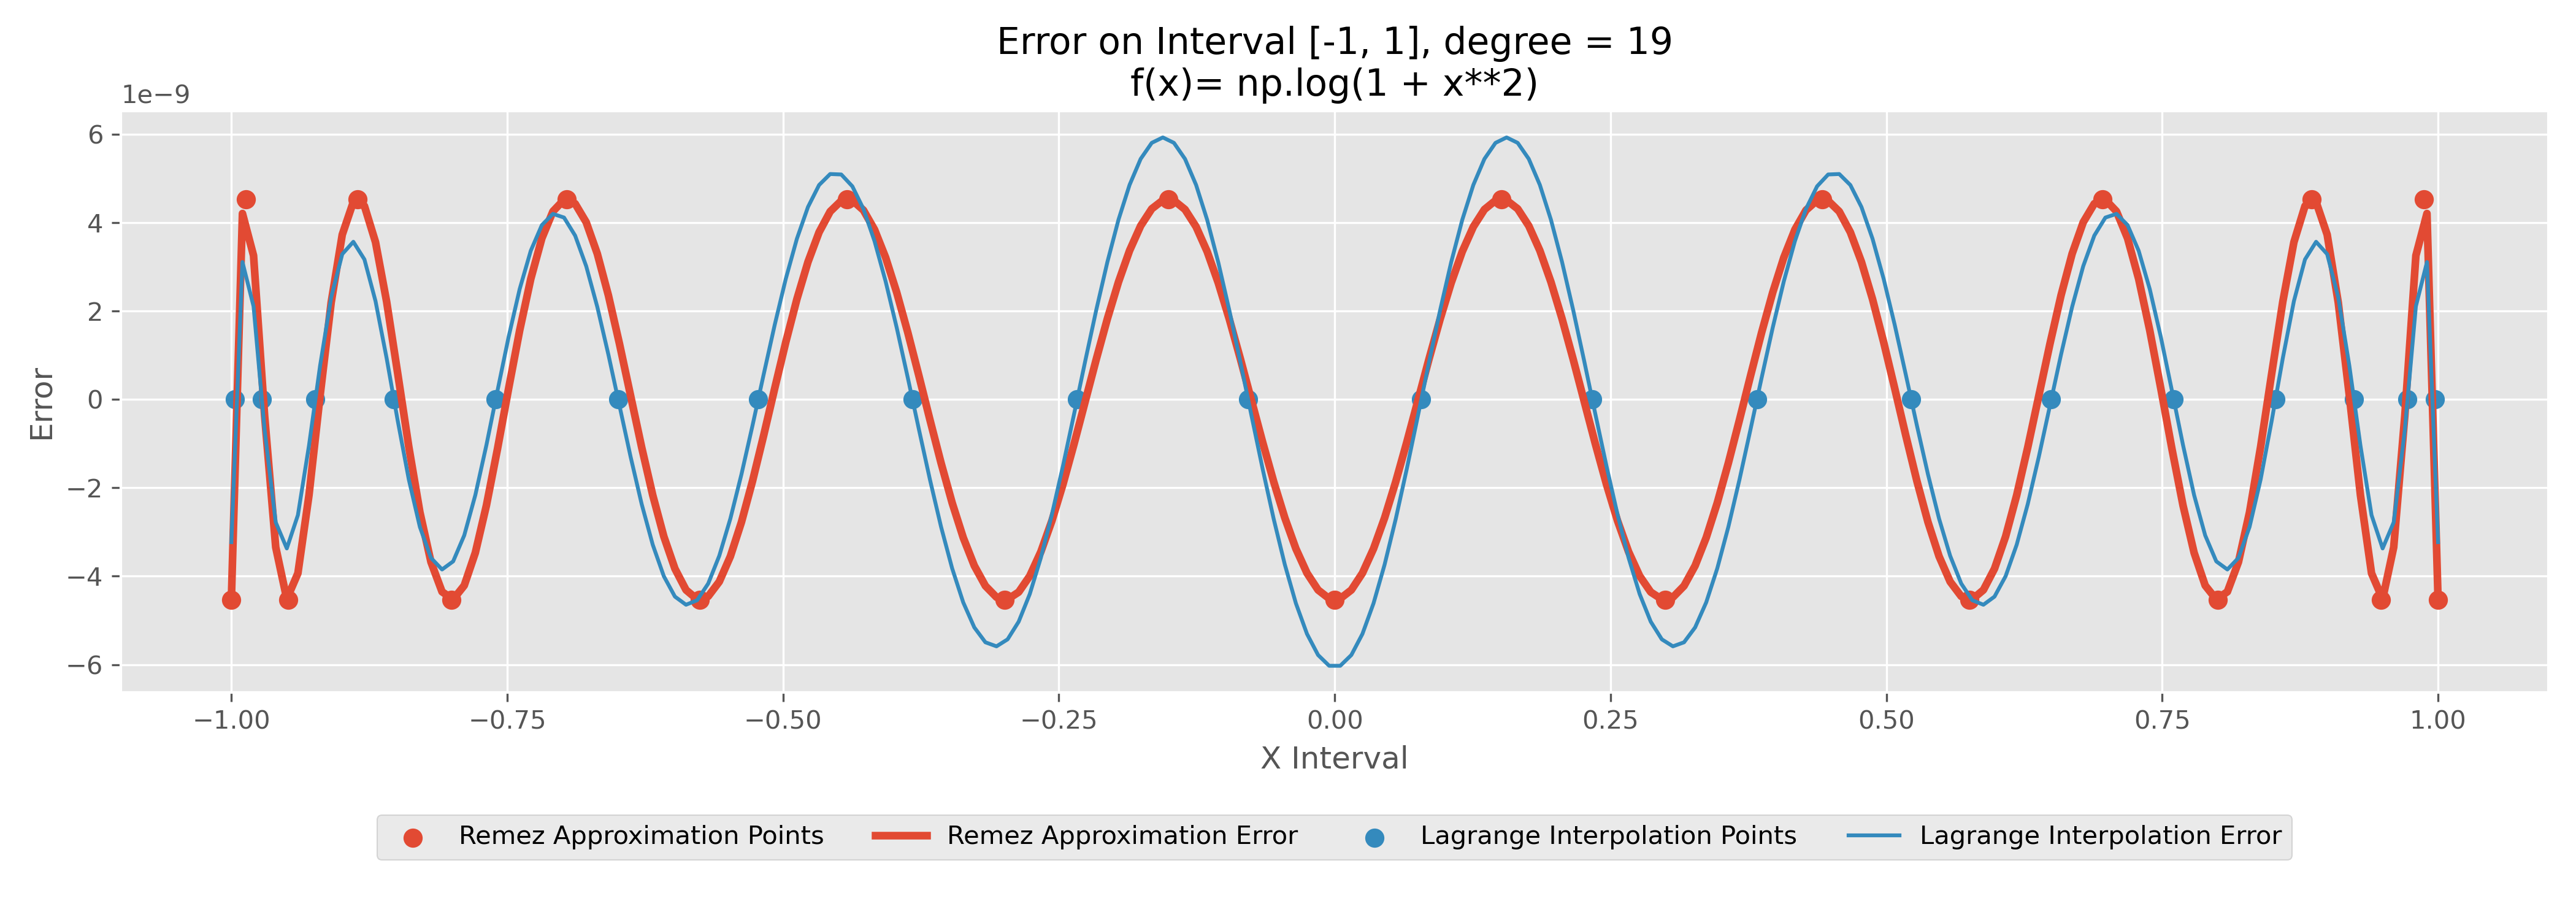 Error on Interval [-1, 1], degree = 19
f(x)= np.log(1 + x**2)
1e−9
6
4
2
0
−2
−4
−6
Error
−1.00 −0.75 −0.50 −0.25 0.00 0.25 0.50 0.75 1.00
X Interval
Remez Approximation Points Remez Approximation Error Lagrange Interpolation Points Lagrange Interpolation Error